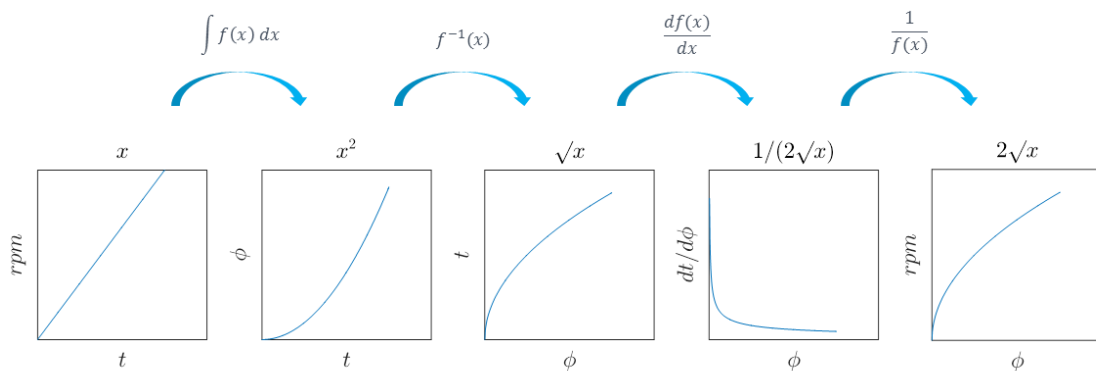 ∫ f(x) dx
f⁻¹(x)
df(x)/dx
1/f(x)
x
x²
√x
1/(2√x)
2√x
rpm
ϕ
t
dt/dϕ
rpm
t
t
ϕ
ϕ
ϕ